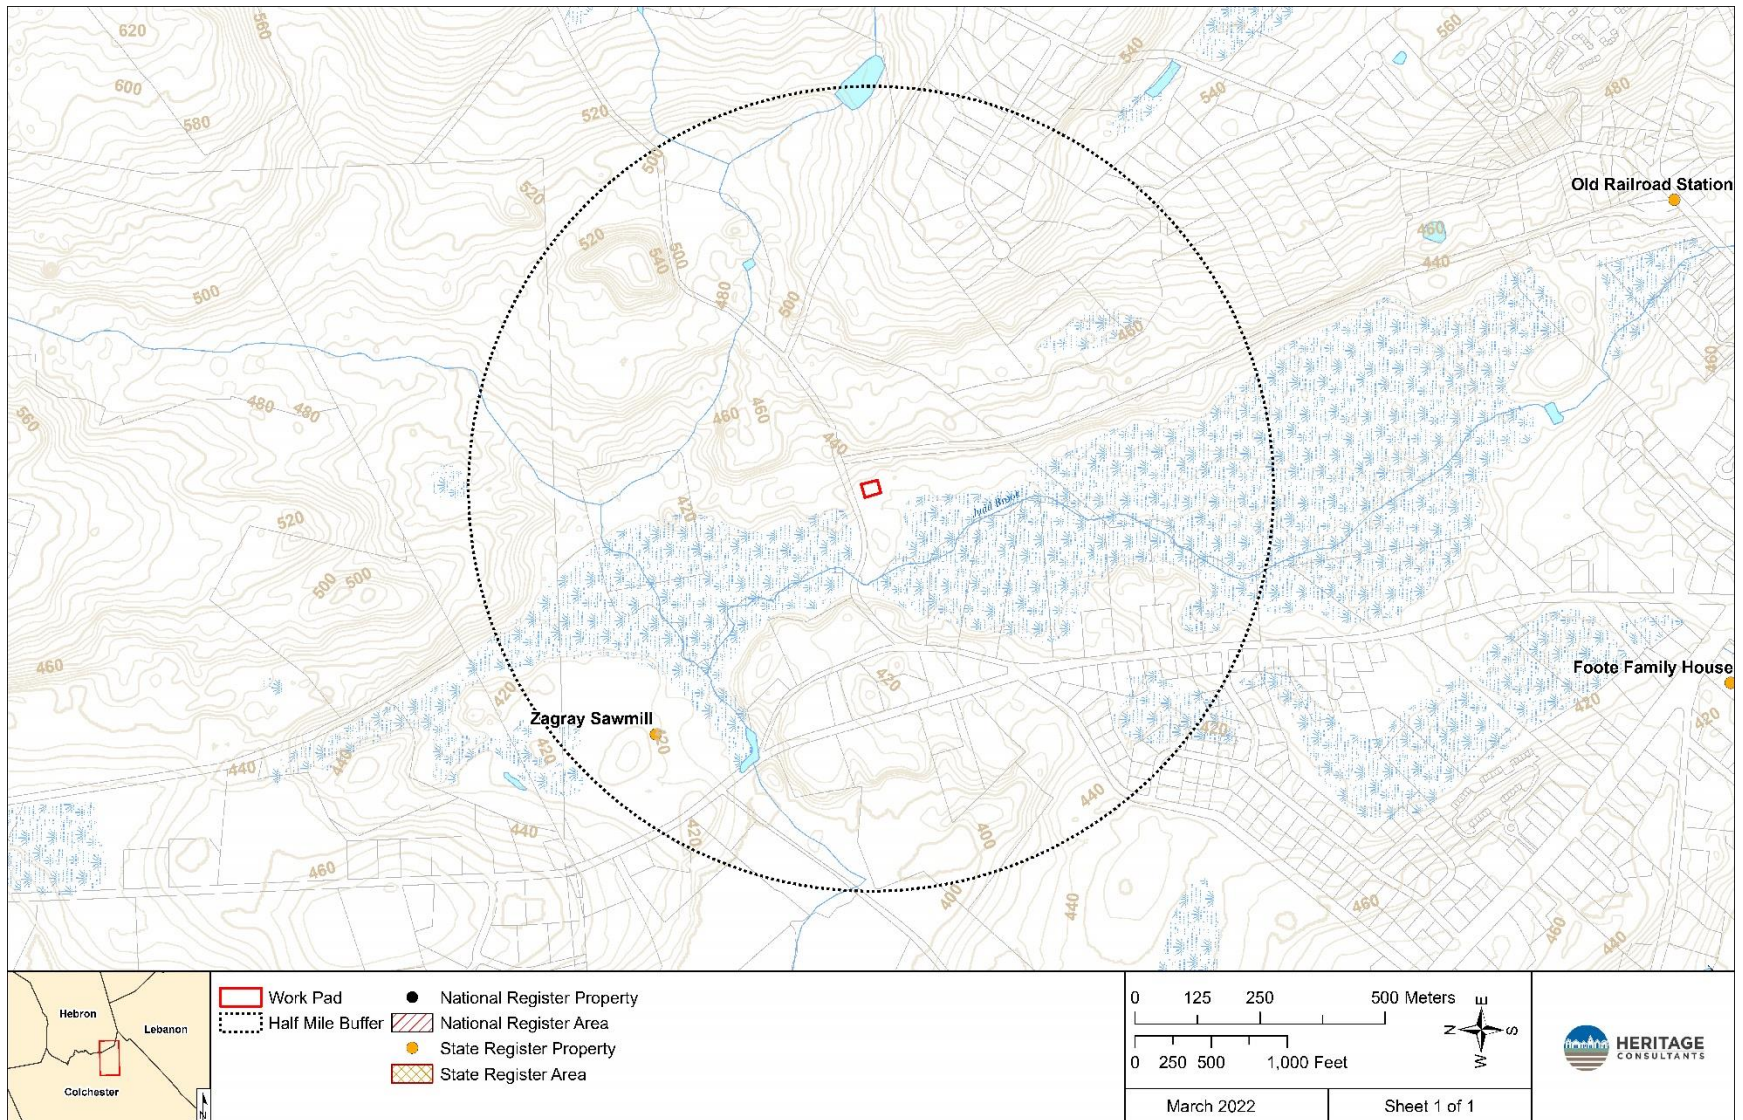 620
560
600
580
520
500
540
540
560
480
Old Railroad Station
520
520
540
500
480
500
460
440
500
460
460
560
480
480
460
460
440
420
Judd Brook
520
500
500
460
420
Foote Family House
420
420
420
Zagray Sawmill
420
420
420
440
440
440
440
420
400
460
400
440
460
460
440
Hebron
Lebanon
Colchester
N
Work Pad
Half Mile Buffer
National Register Property
National Register Area
State Register Property
State Register Area
0 125 250 500 Meters
0 250 500 1,000 Feet
N
E
S
W
March 2022
Sheet 1 of 1
HERITAGE
CONSULTANTS